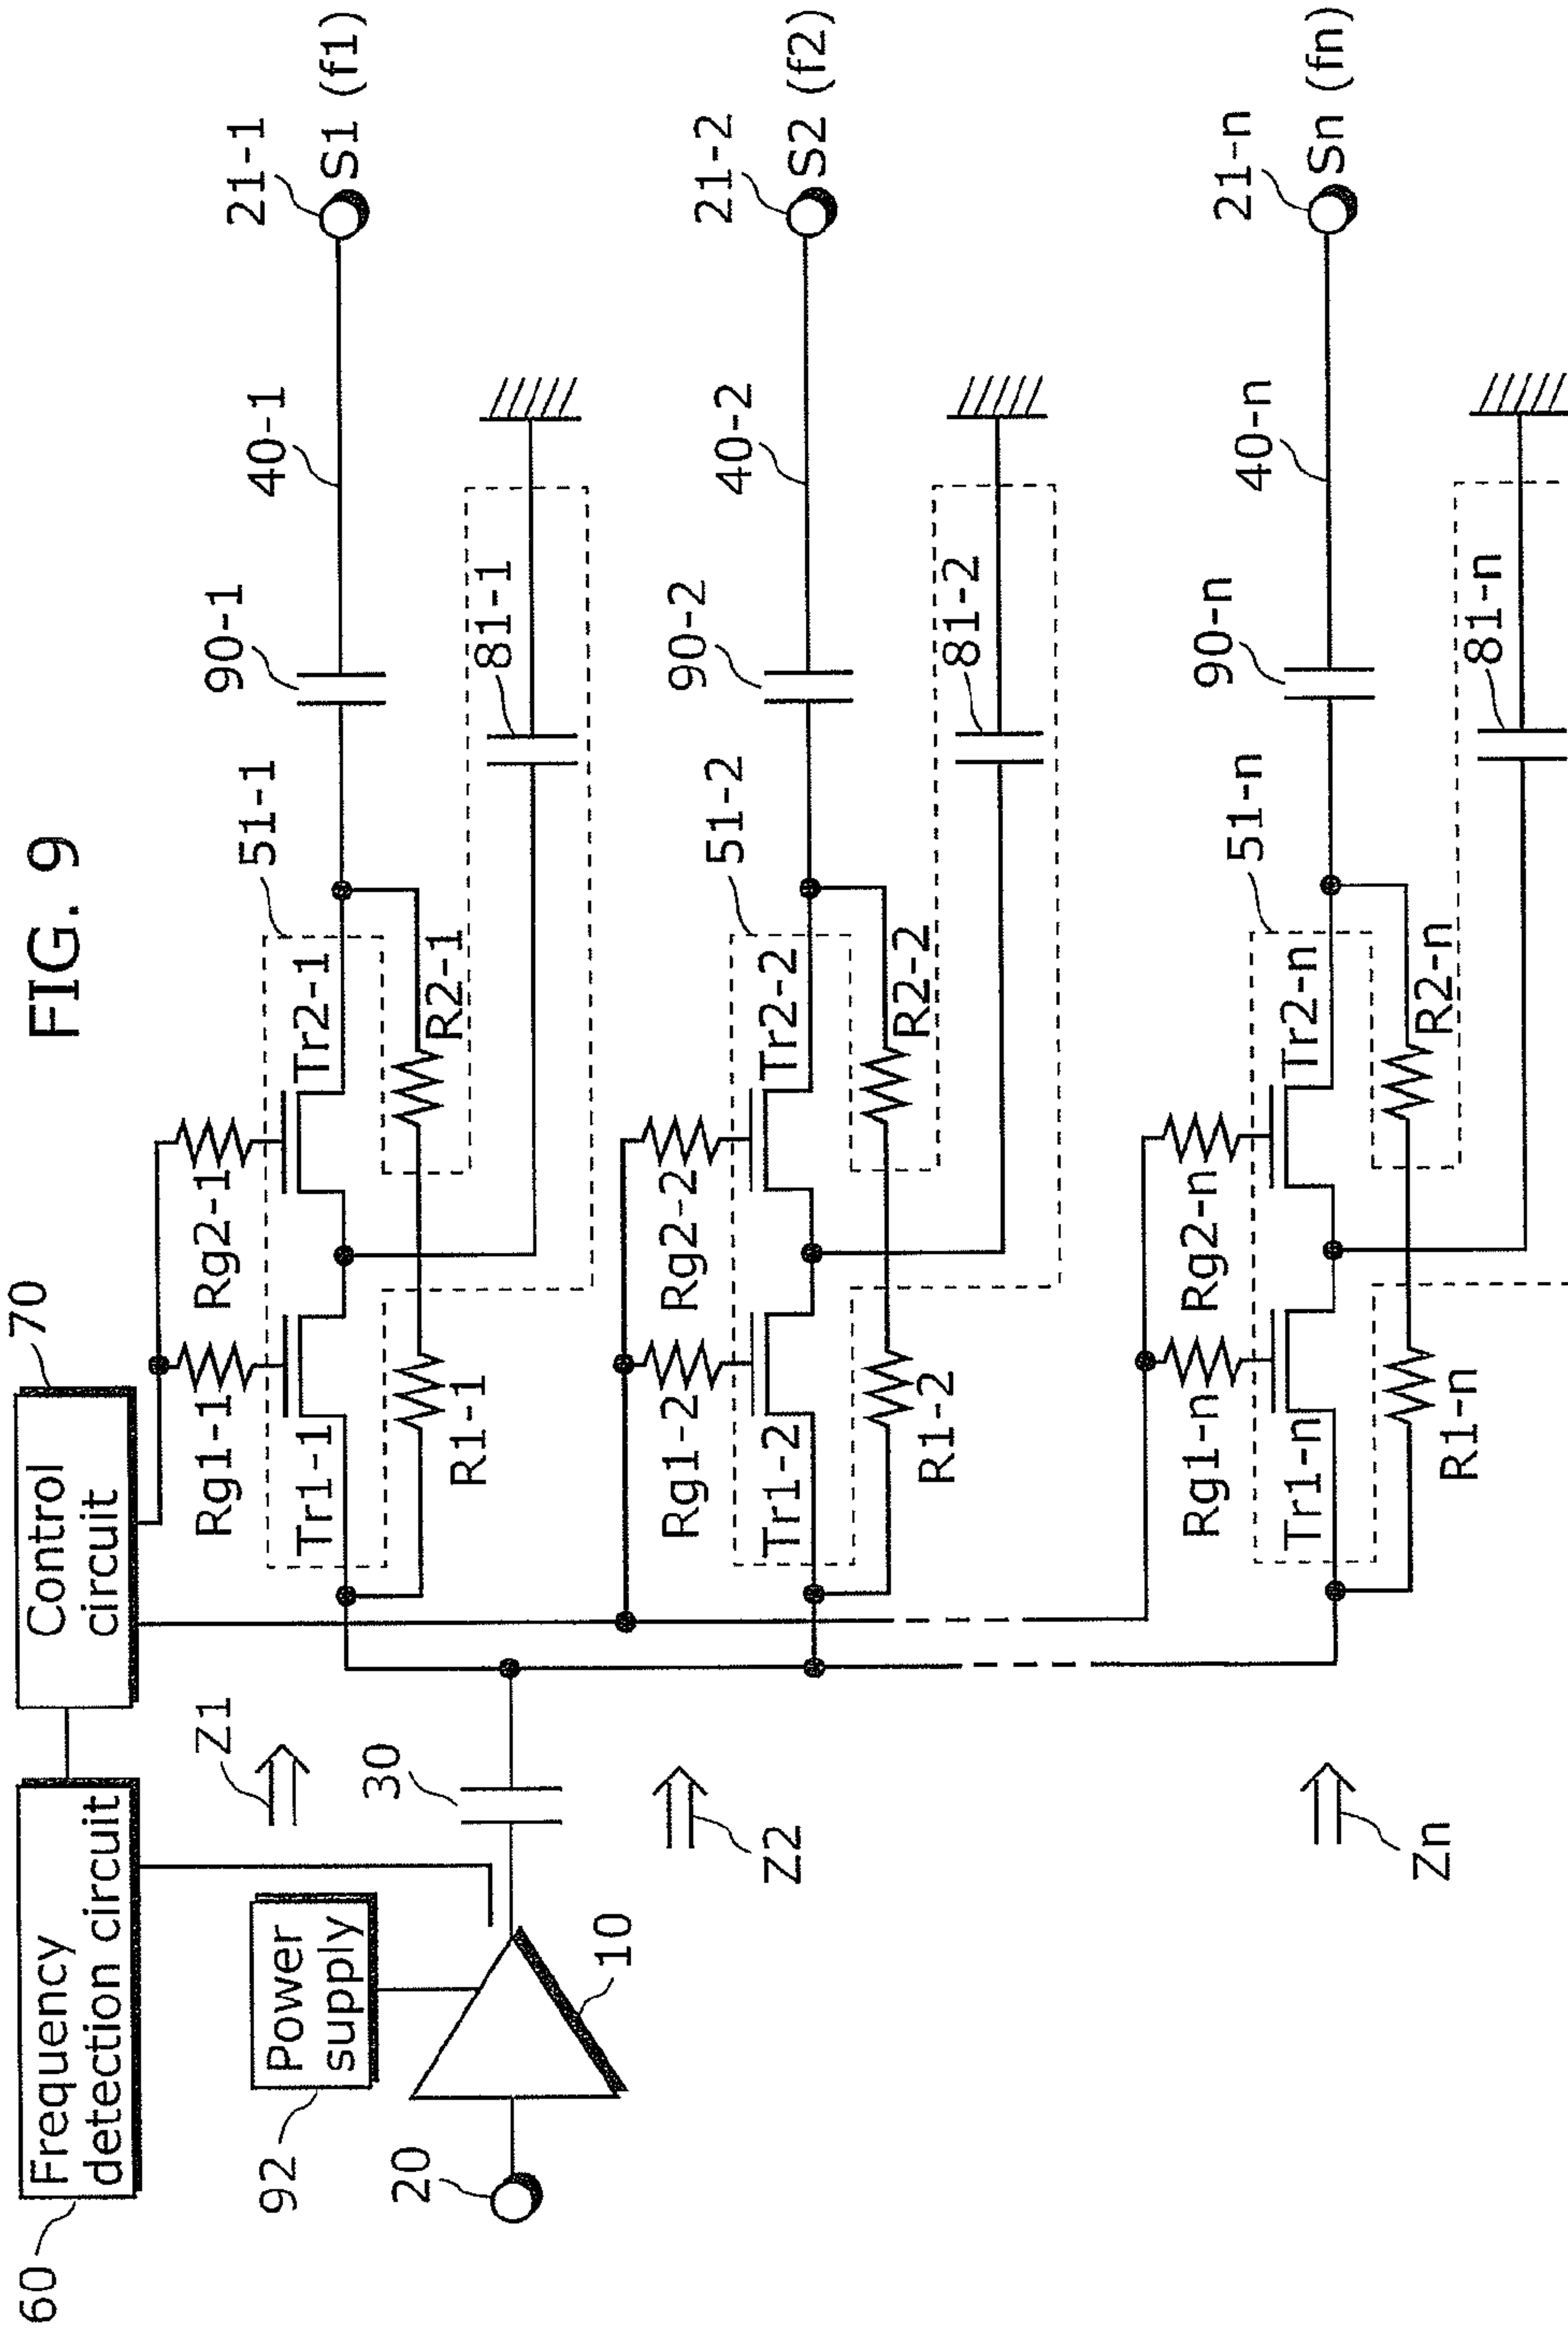 FIG. 9
60
Frequency
detection circuit
70
Control
circuit
92
Power
supply
20
10
30
Z1
Z2
Zn
Rg1-1
Rg2-1
51-1
Tr1-1
Tr2-1
R1-1
R2-1
90-1
81-1
40-1
21-1
S1 (f1)
Rg1-2
Rg2-2
51-2
Tr1-2
Tr2-2
R1-2
R2-2
90-2
81-2
40-2
21-2
S2 (f2)
Rg1-n
Rg2-n
51-n
Tr1-n
Tr2-n
R1-n
R2-n
90-n
81-n
40-n
21-n
Sn (fn)